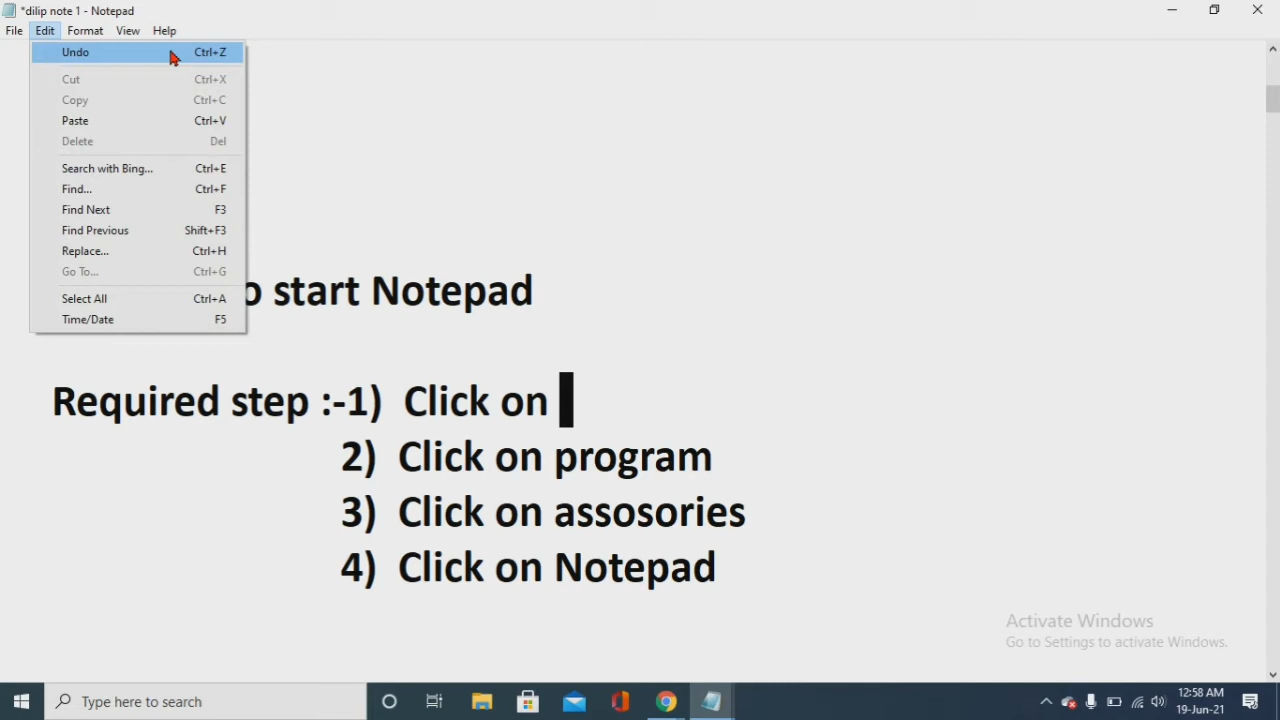 *dilip note 1 - Notepad
File Edit Format View Help
Undo Ctrl+Z
Cut Ctrl+X
Copy Ctrl+C
Paste Ctrl+V
Delete Del
Search with Bing... Ctrl+E
Find... Ctrl+F
Find Next F3
Find Previous Shift+F3
Replace... Ctrl+H
Go To... Ctrl+G
Select All Ctrl+A
Time/Date F5
o start Notepad
Required step :-1) Click on
2) Click on program
3) Click on assosories
4) Click on Notepad
Activate Windows
Go to Settings to activate Windows.
Type here to search
12:58 AM
19-Jun-21